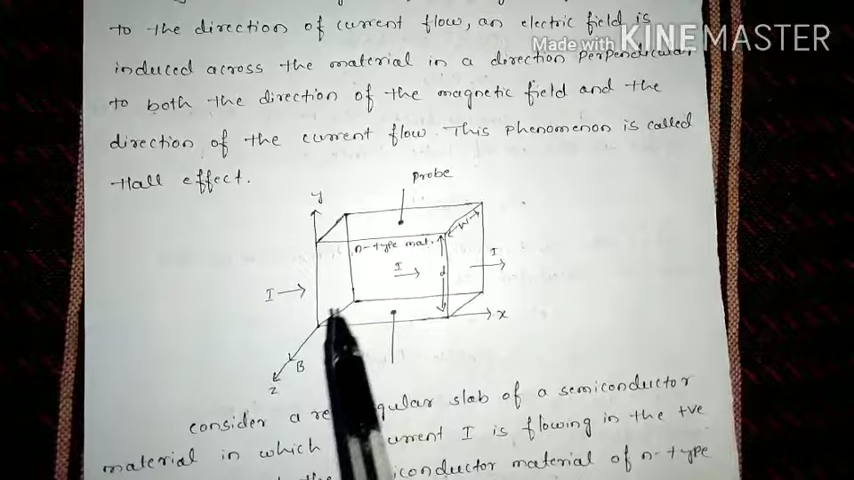 to the direction of current flow, an electric field is
Made with KINEMASTER
induced across the material in a direction perpendicular
to both the direction of the magnetic field and the
direction of the current flow. This phenomenon is called
Hall effect.
Probe
y
W
n-type mat.
I
I
d
I
x
B
z
consider a re gular slab of a semiconductor
material in which urrent I is flowing in the +ve
iconductor material of n-type